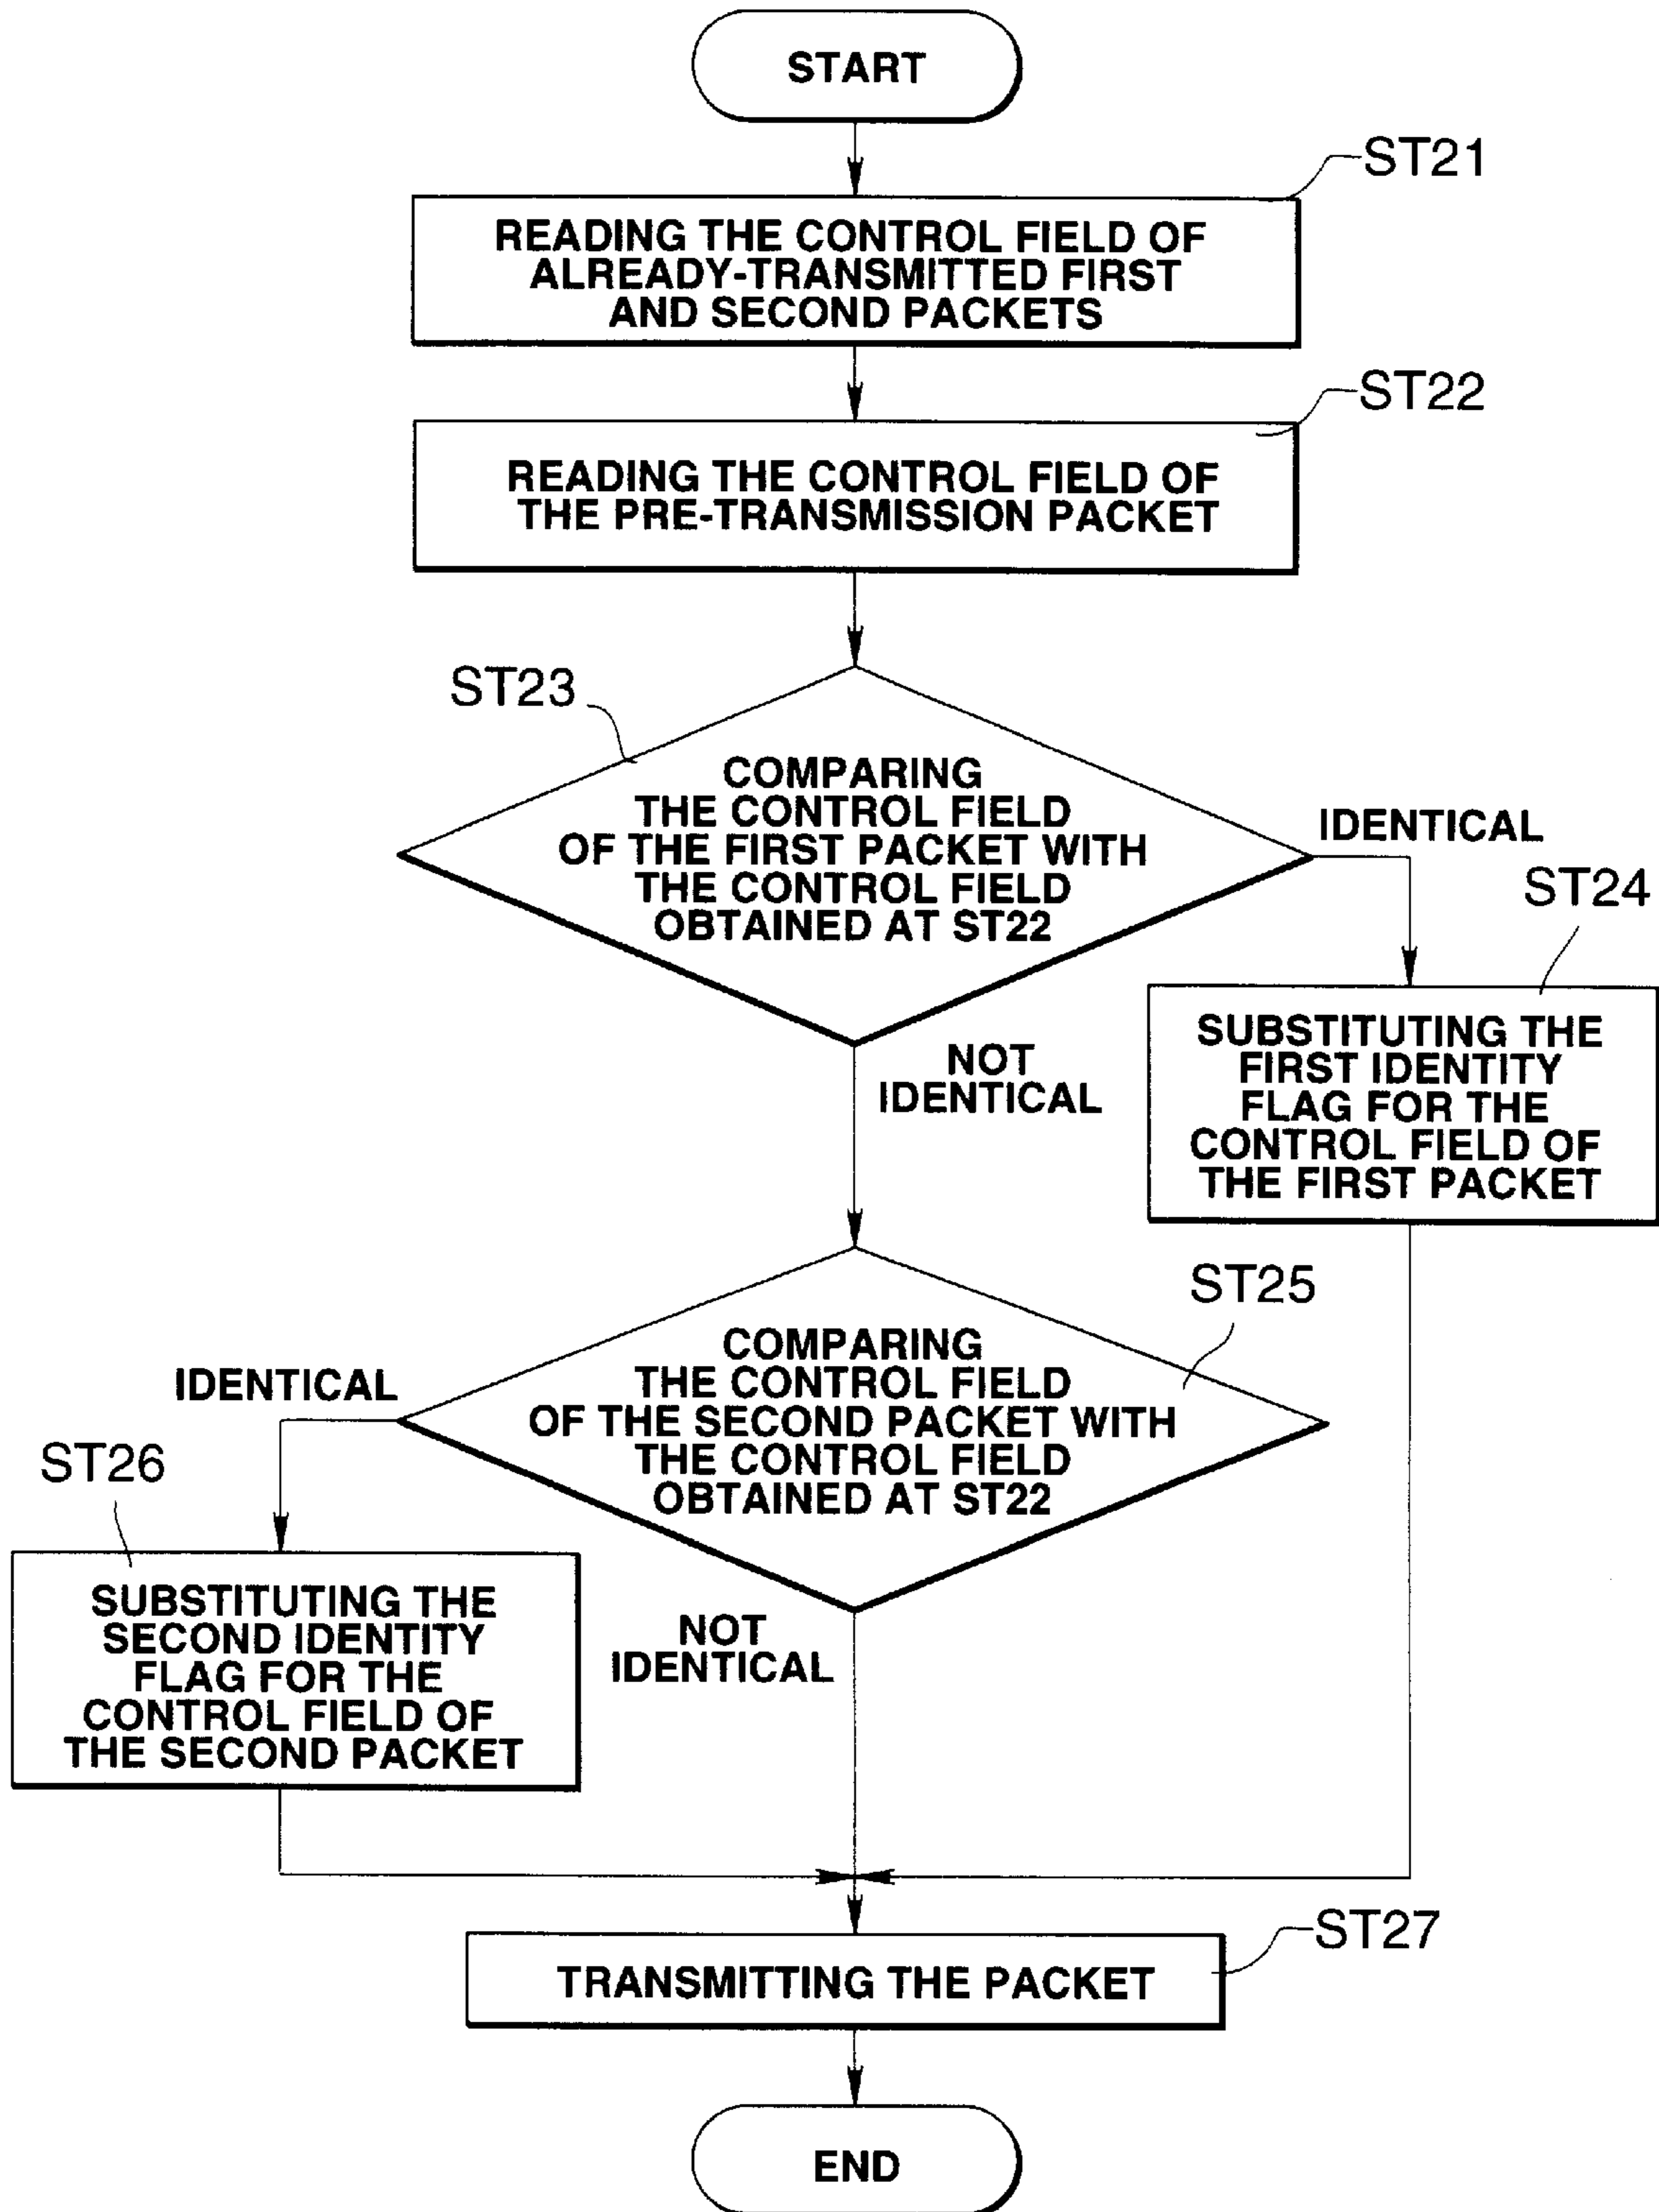 START
ST21
READING THE CONTROL FIELD OF
ALREADY-TRANSMITTED FIRST
AND SECOND PACKETS
ST22
READING THE CONTROL FIELD OF
THE PRE-TRANSMISSION PACKET
ST23
COMPARING
THE CONTROL FIELD
OF THE FIRST PACKET WITH
THE CONTROL FIELD
OBTAINED AT ST22
IDENTICAL
ST24
SUBSTITUTING THE
FIRST IDENTITY
FLAG FOR THE
CONTROL FIELD OF
THE FIRST PACKET
NOT
IDENTICAL
ST25
COMPARING
THE CONTROL FIELD
OF THE SECOND PACKET WITH
THE CONTROL FIELD
OBTAINED AT ST22
IDENTICAL
ST26
SUBSTITUTING THE
SECOND IDENTITY
FLAG FOR THE
CONTROL FIELD OF
THE SECOND PACKET
NOT
IDENTICAL
ST27
TRANSMITTING THE PACKET
END